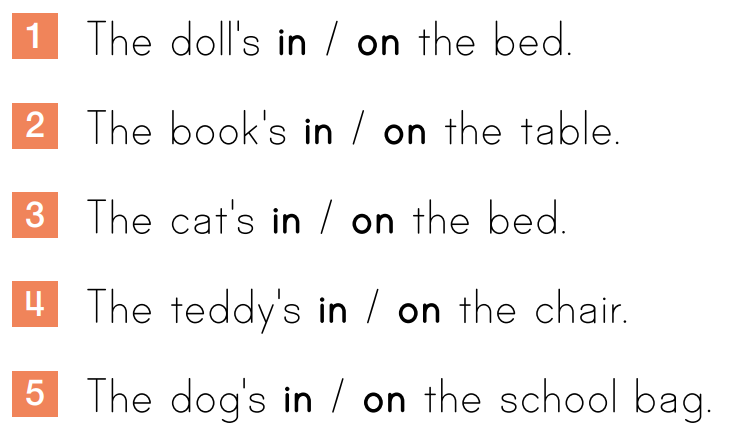 1 The doll's in / on the bed.
2 The book's in / on the table.
3 The cat's in / on the bed.
4 The teddy's in / on the chair.
5 The dog's in / on the school bag.